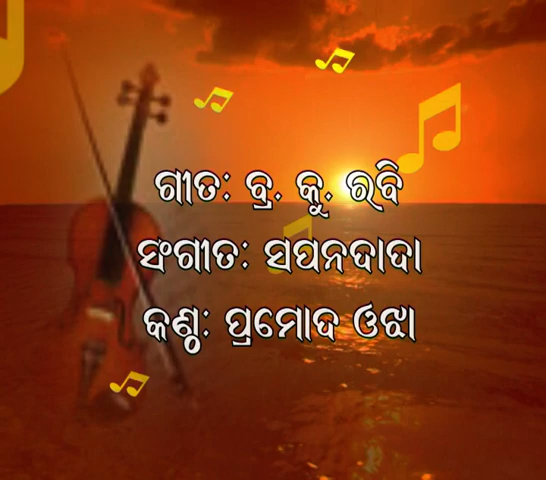 ଗୀତ: ବ୍ର. କୁ. ରବି
ସଂଗୀତ: ସପନଦାଦା
କଣ୍ଠ: ପ୍ରମୋଦ ଓଝା